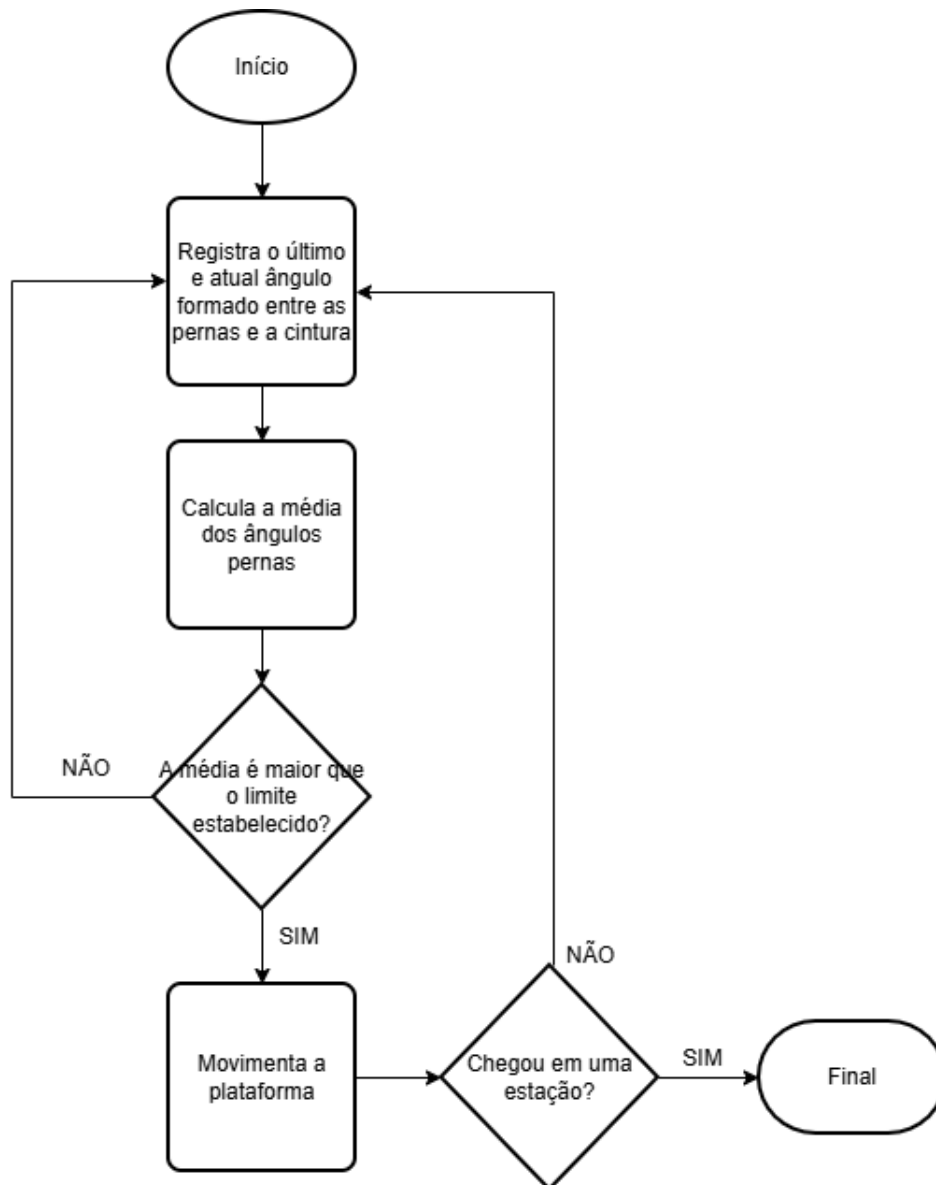 Início
Registra o último
e atual ângulo
formado entre as
pernas e a cintura
Calcula a média
dos ângulos
pernas
NÃO
A média é maior que
o limite
estabelecido?
SIM
NÃO
Movimenta a
plataforma
Chegou em uma
estação?
SIM
Final